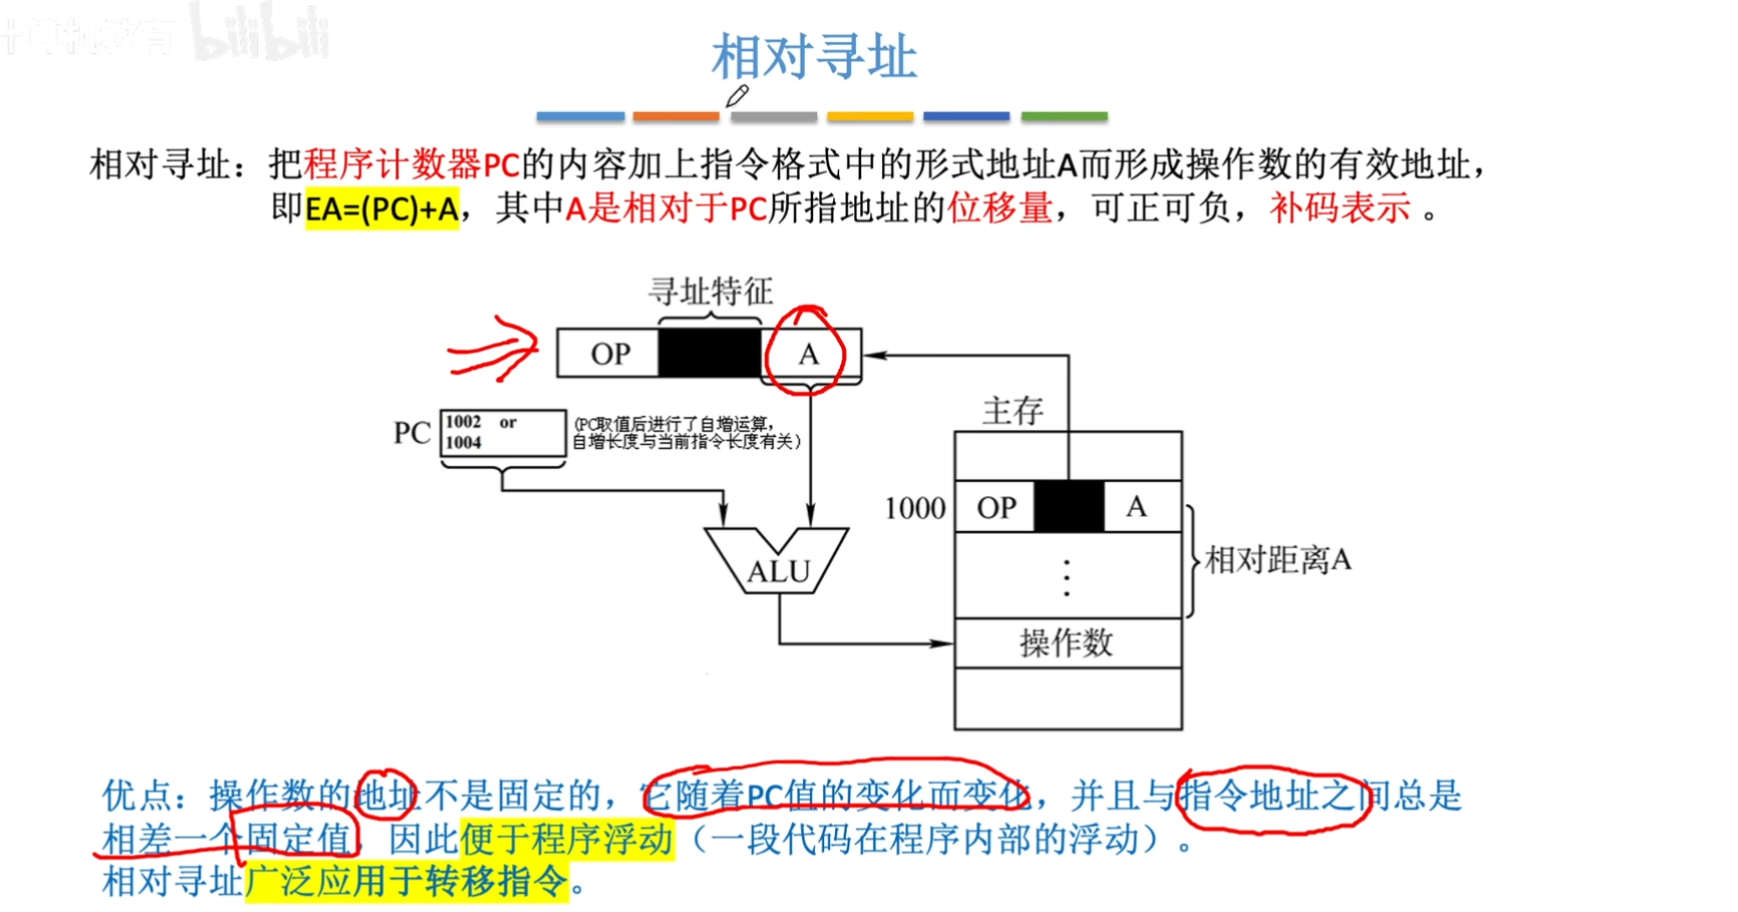 计算机教育 bilibili
相对寻址
相对寻址：把程序计数器PC的内容加上指令格式中的形式地址A而形成操作数的有效地址，
即EA=(PC)+A，其中A是相对于PC所指地址的位移量，可正可负，补码表示 。
寻址特征
OP
A
PC
1002 or
1004
(PC取值后进行了自增运算，
自增长度与当前指令长度有关)
主存
1000
OP
A
相对距离A
ALU
操作数
优点：操作数的地址不是固定的，它随着PC值的变化而变化，并且与指令地址之间总是
相差一个固定值，因此便于程序浮动（一段代码在程序内部的浮动）。
相对寻址广泛应用于转移指令。